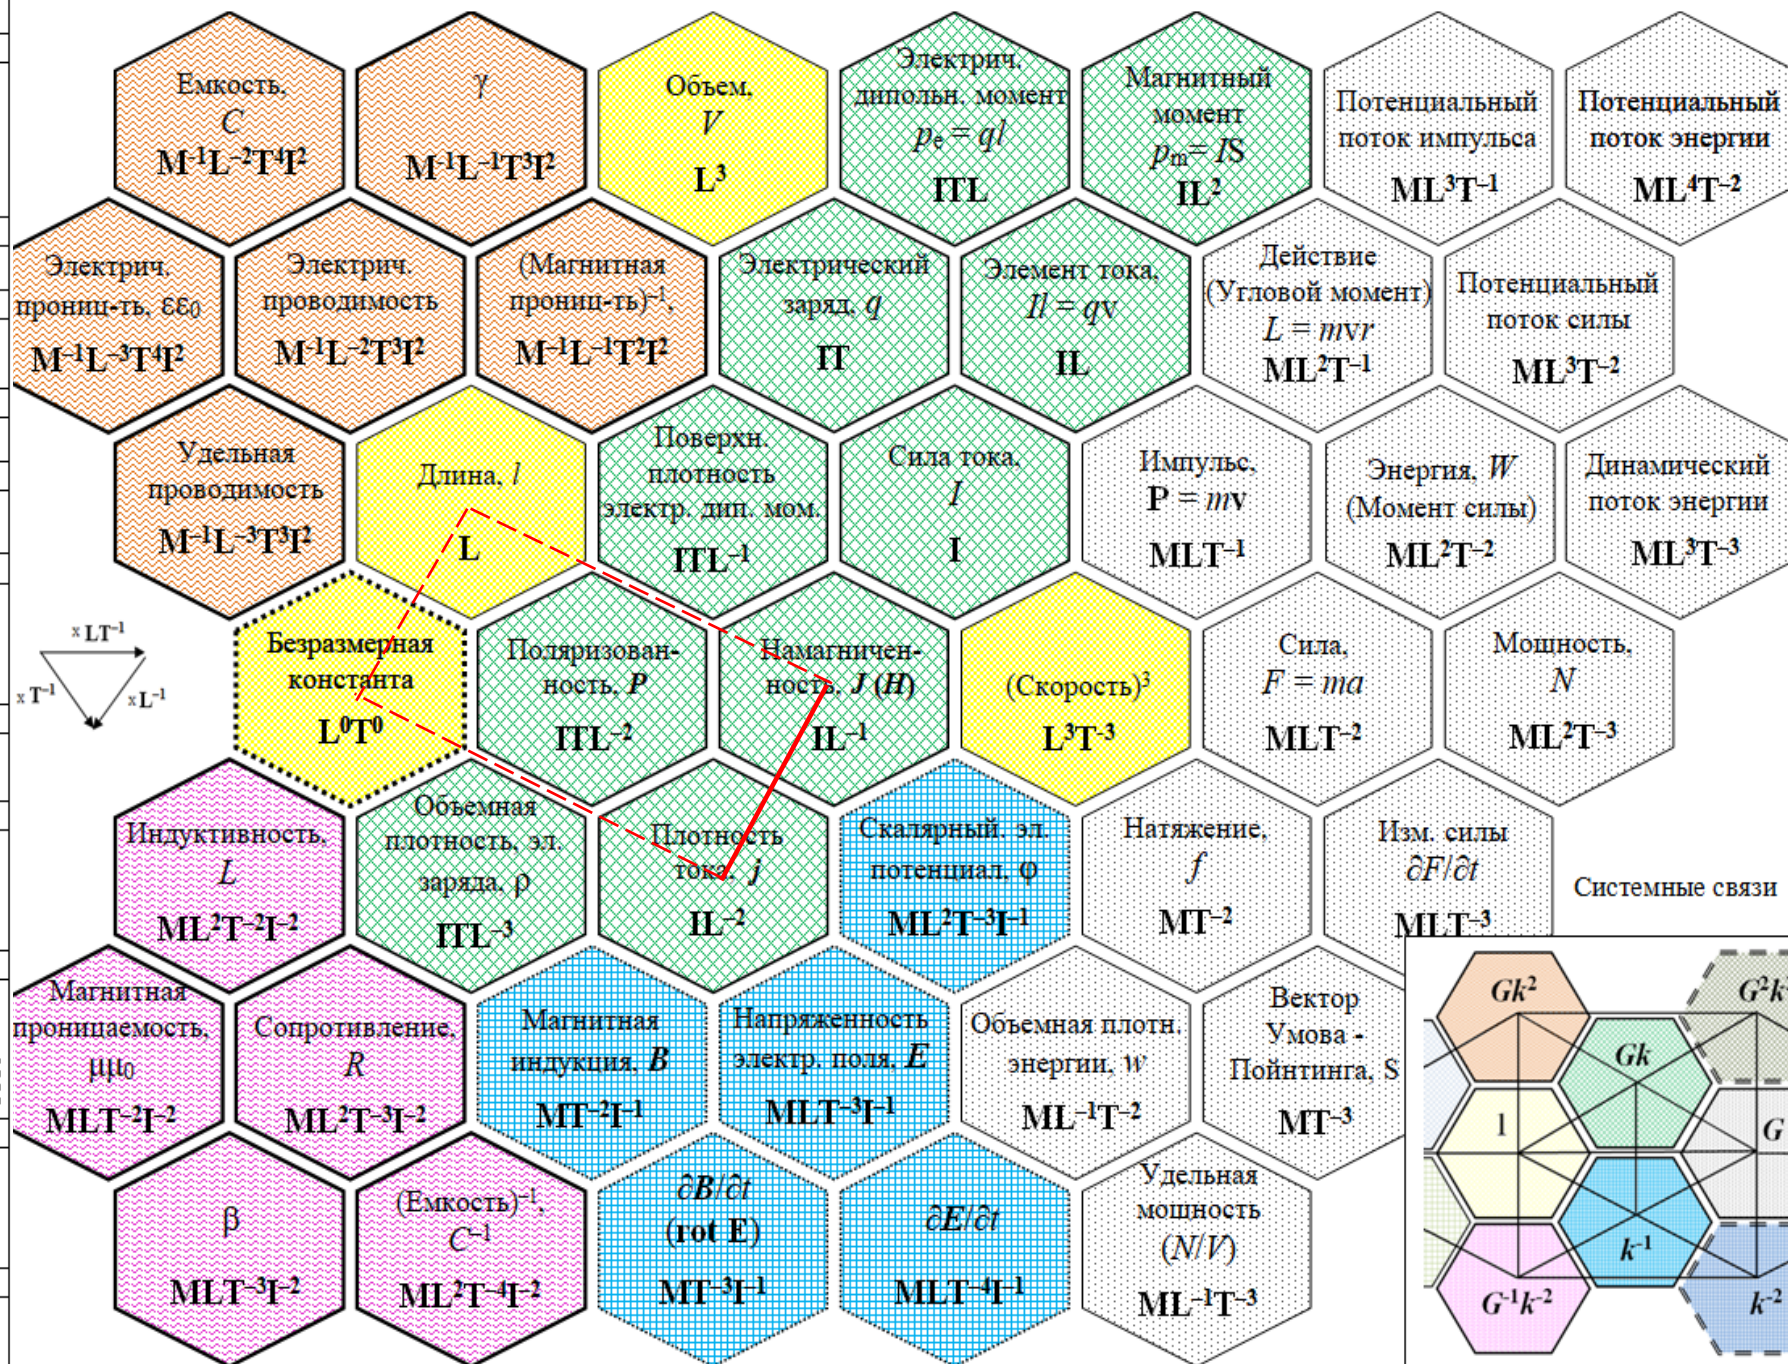 Емкость,
C
M⁻¹L⁻²T⁴I²
γ
M⁻¹L⁻¹T³I²
Объем,
V
L³
Электрич.
дипольн. момент
pₑ = ql
ITL
Магнитный
момент
pₘ= IS
IL²
Потенциальный
поток импульса
ML³T⁻¹
Потенциальный
поток энергии
ML⁴T⁻²
Электрич.
прониц-ть, εε₀
M⁻¹L⁻³T⁴I²
Электрич.
проводимость
M⁻¹L⁻²T³I²
(Магнитная
прониц-ть)⁻¹,
M⁻¹L⁻¹T²I²
Электрический
заряд, q
IT
Элемент тока,
Il = qv
IL
Действие
(Угловой момент)
L = mvr
ML²T⁻¹
Потенциальный
поток силы
ML³T⁻²
Удельная
проводимость
M⁻¹L⁻³T³I²
Длина, l
L
Поверхн.
плотность
электр. дип. мом.
ITL⁻¹
Сила тока,
I
I
Импульс,
P = mv
MLT⁻¹
Энергия, W
(Момент силы)
ML²T⁻²
Динамический
поток энергии
ML³T⁻³
x LT⁻¹
x T⁻¹
xL⁻¹
Безразмерная
константа
L⁰T⁰
Поляризован-
ность, P
ITL⁻²
Намагничен-
ность, J (H)
IL⁻¹
(Скорость)³
L³T⁻³
Сила,
F = ma
MLT⁻²
Мощность,
N
ML²T⁻³
Индуктивность,
L
ML²T⁻²I⁻²
Объемная
плотность, эл.
заряда, ρ
ITL⁻³
Плотность
тока, j
IL⁻²
Скалярный. эл.
потенциал, φ
ML²T⁻³I⁻¹
Натяжение,
f
MT⁻²
Изм. силы
∂F/∂t
MLT⁻³
Системные связи
Магнитная
проницаемость,
μμ₀
MLT⁻²I⁻²
Сопротивление,
R
ML²T⁻³I⁻²
Магнитная
индукция, B
MT⁻²I⁻¹
Напряженность
электр. поля, E
MLT⁻³I⁻¹
Объемная плотн.
энергии, w
ML⁻¹T⁻²
Вектор
Умова -
Пойнтинга, S
MT⁻³
β
MLT⁻³I⁻²
(Емкость)⁻¹,
C⁻¹
ML²T⁻⁴I⁻²
∂B/∂t
(rot E)
MT⁻³I⁻¹
∂E/∂t
MLT⁻⁴I⁻¹
Удельная
мощность
(N/V)
ML⁻¹T⁻³
Gk²
G²k
Gk
1
G
k⁻¹
G⁻¹k⁻²
k⁻²